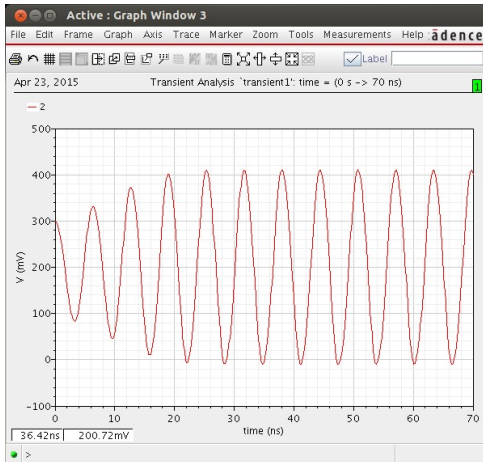 Active : Graph Window 3
File Edit Frame Graph Axis Trace Marker Zoom Tools Measurements Help cādence
Label
Apr 23, 2015 Transient Analysis `transient1': time = (0 s -> 70 ns) 1
2
500
400
300
200
100
0
-100
V (mV)
0 10 20 30 40 50 60 70
time (ns)
36.42ns 200.72mV
>